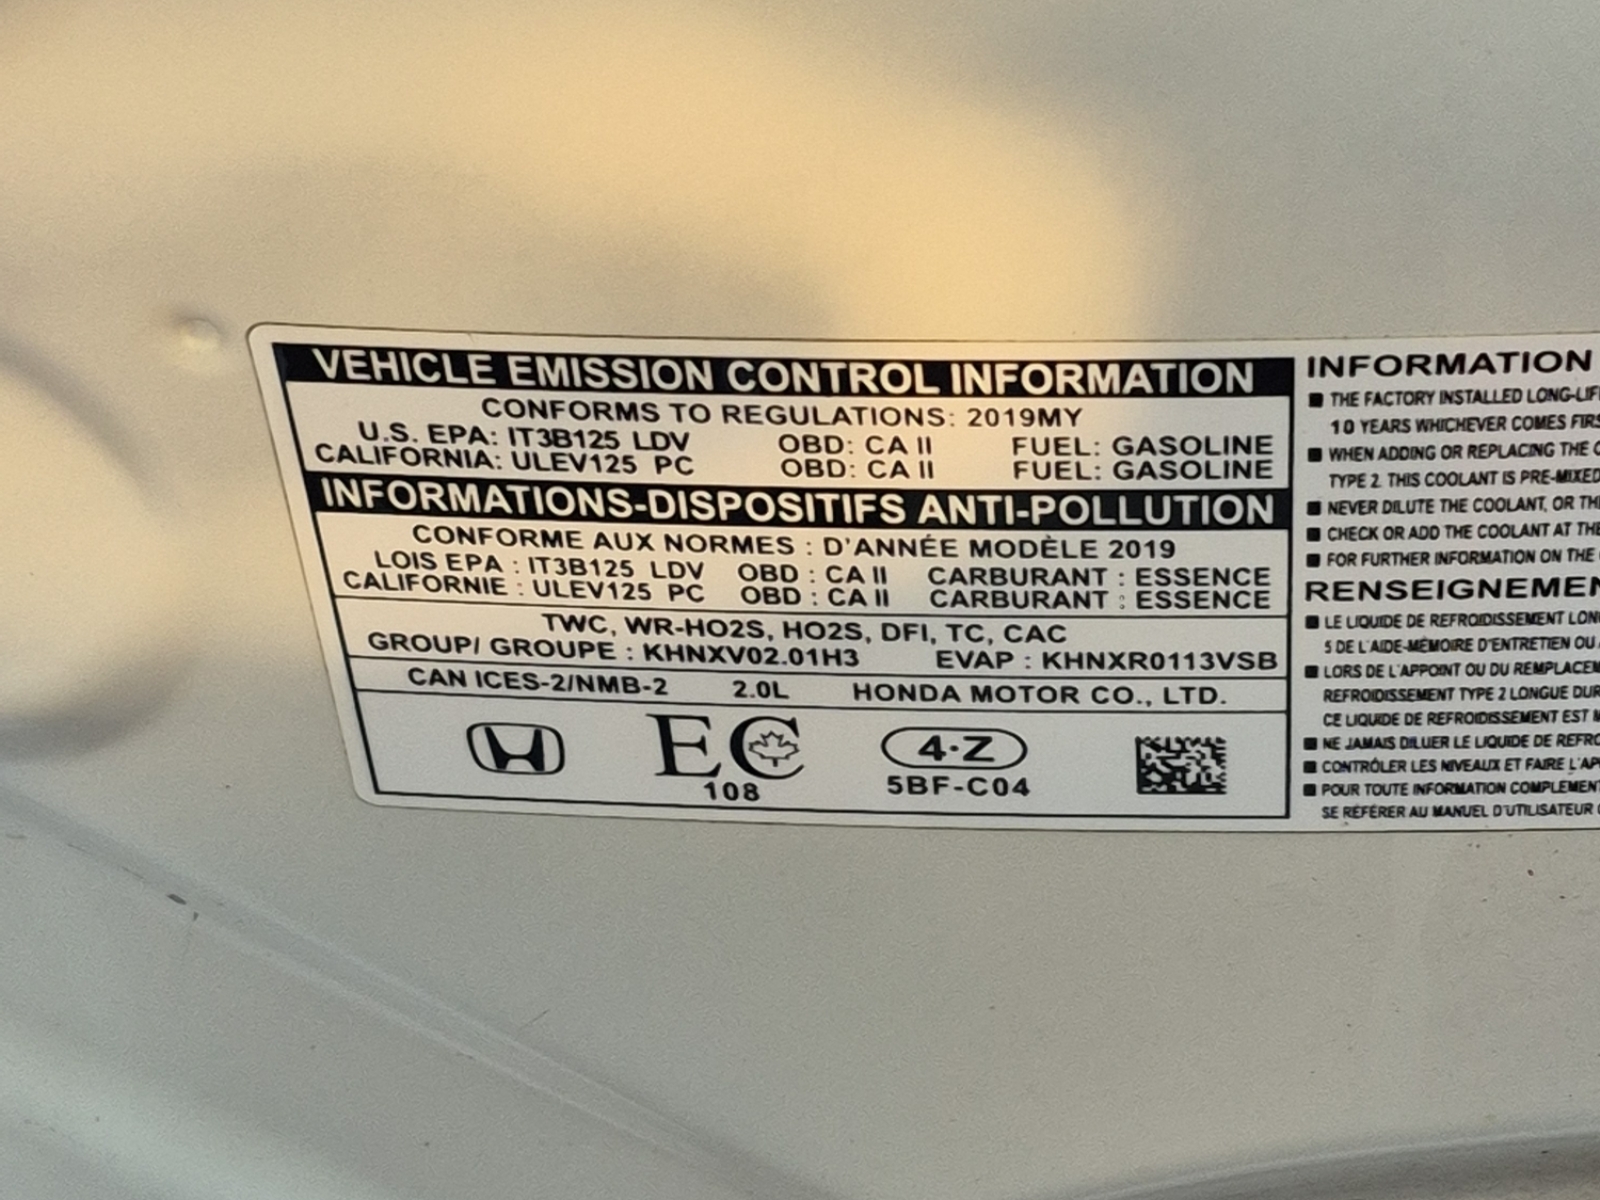 VEHICLE EMISSION CONTROL INFORMATION
CONFORMS TO REGULATIONS: 2019MY
U.S. EPA: IT3B125 LDV OBD: CA II FUEL: GASOLINE
CALIFORNIA: ULEV125 PC OBD: CA II FUEL: GASOLINE
INFORMATIONS-DISPOSITIFS ANTI-POLLUTION
CONFORME AUX NORMES : D'ANNÉE MODÈLE 2019
LOIS EPA : IT3B125 LDV OBD : CA II CARBURANT : ESSENCE
CALIFORNIE : ULEV125 PC OBD : CA II CARBURANT : ESSENCE
TWC, WR-HO2S, HO2S, DFI, TC, CAC
GROUP/ GROUPE : KHNXV02.01H3 EVAP : KHNXR0113VSB
CAN ICES-2/NMB-2 2.0L HONDA MOTOR CO., LTD.
EC
108
4·Z
5BF-C04
INFORMATION
■ THE FACTORY INSTALLED LONG-LIF
10 YEARS WHICHEVER COMES FIRS
■ WHEN ADDING OR REPLACING THE C
TYPE 2. THIS COOLANT IS PRE-MIXED
■ NEVER DILUTE THE COOLANT, OR TH
■ CHECK OR ADD THE COOLANT AT THE
■ FOR FURTHER INFORMATION ON THE
RENSEIGNEMEN
■ LE LIQUIDE DE REFROIDISSEMENT LON
5 DE L'AIDE-MÉMOIRE D'ENTRETIEN OU
■ LORS DE L'APPOINT OU DU REMPLACEM
REFROIDISSEMENT TYPE 2 LONGUE DUR
CE LIQUIDE DE REFROIDISSEMENT EST
■ NE JAMAIS DILUER LE LIQUIDE DE REFRO
■ CONTRÔLER LES NIVEAUX ET FAIRE L'AP
■ POUR TOUTE INFORMATION COMPLEMENT
SE RÉFÉRER AU MANUEL D'UTILISATEUR